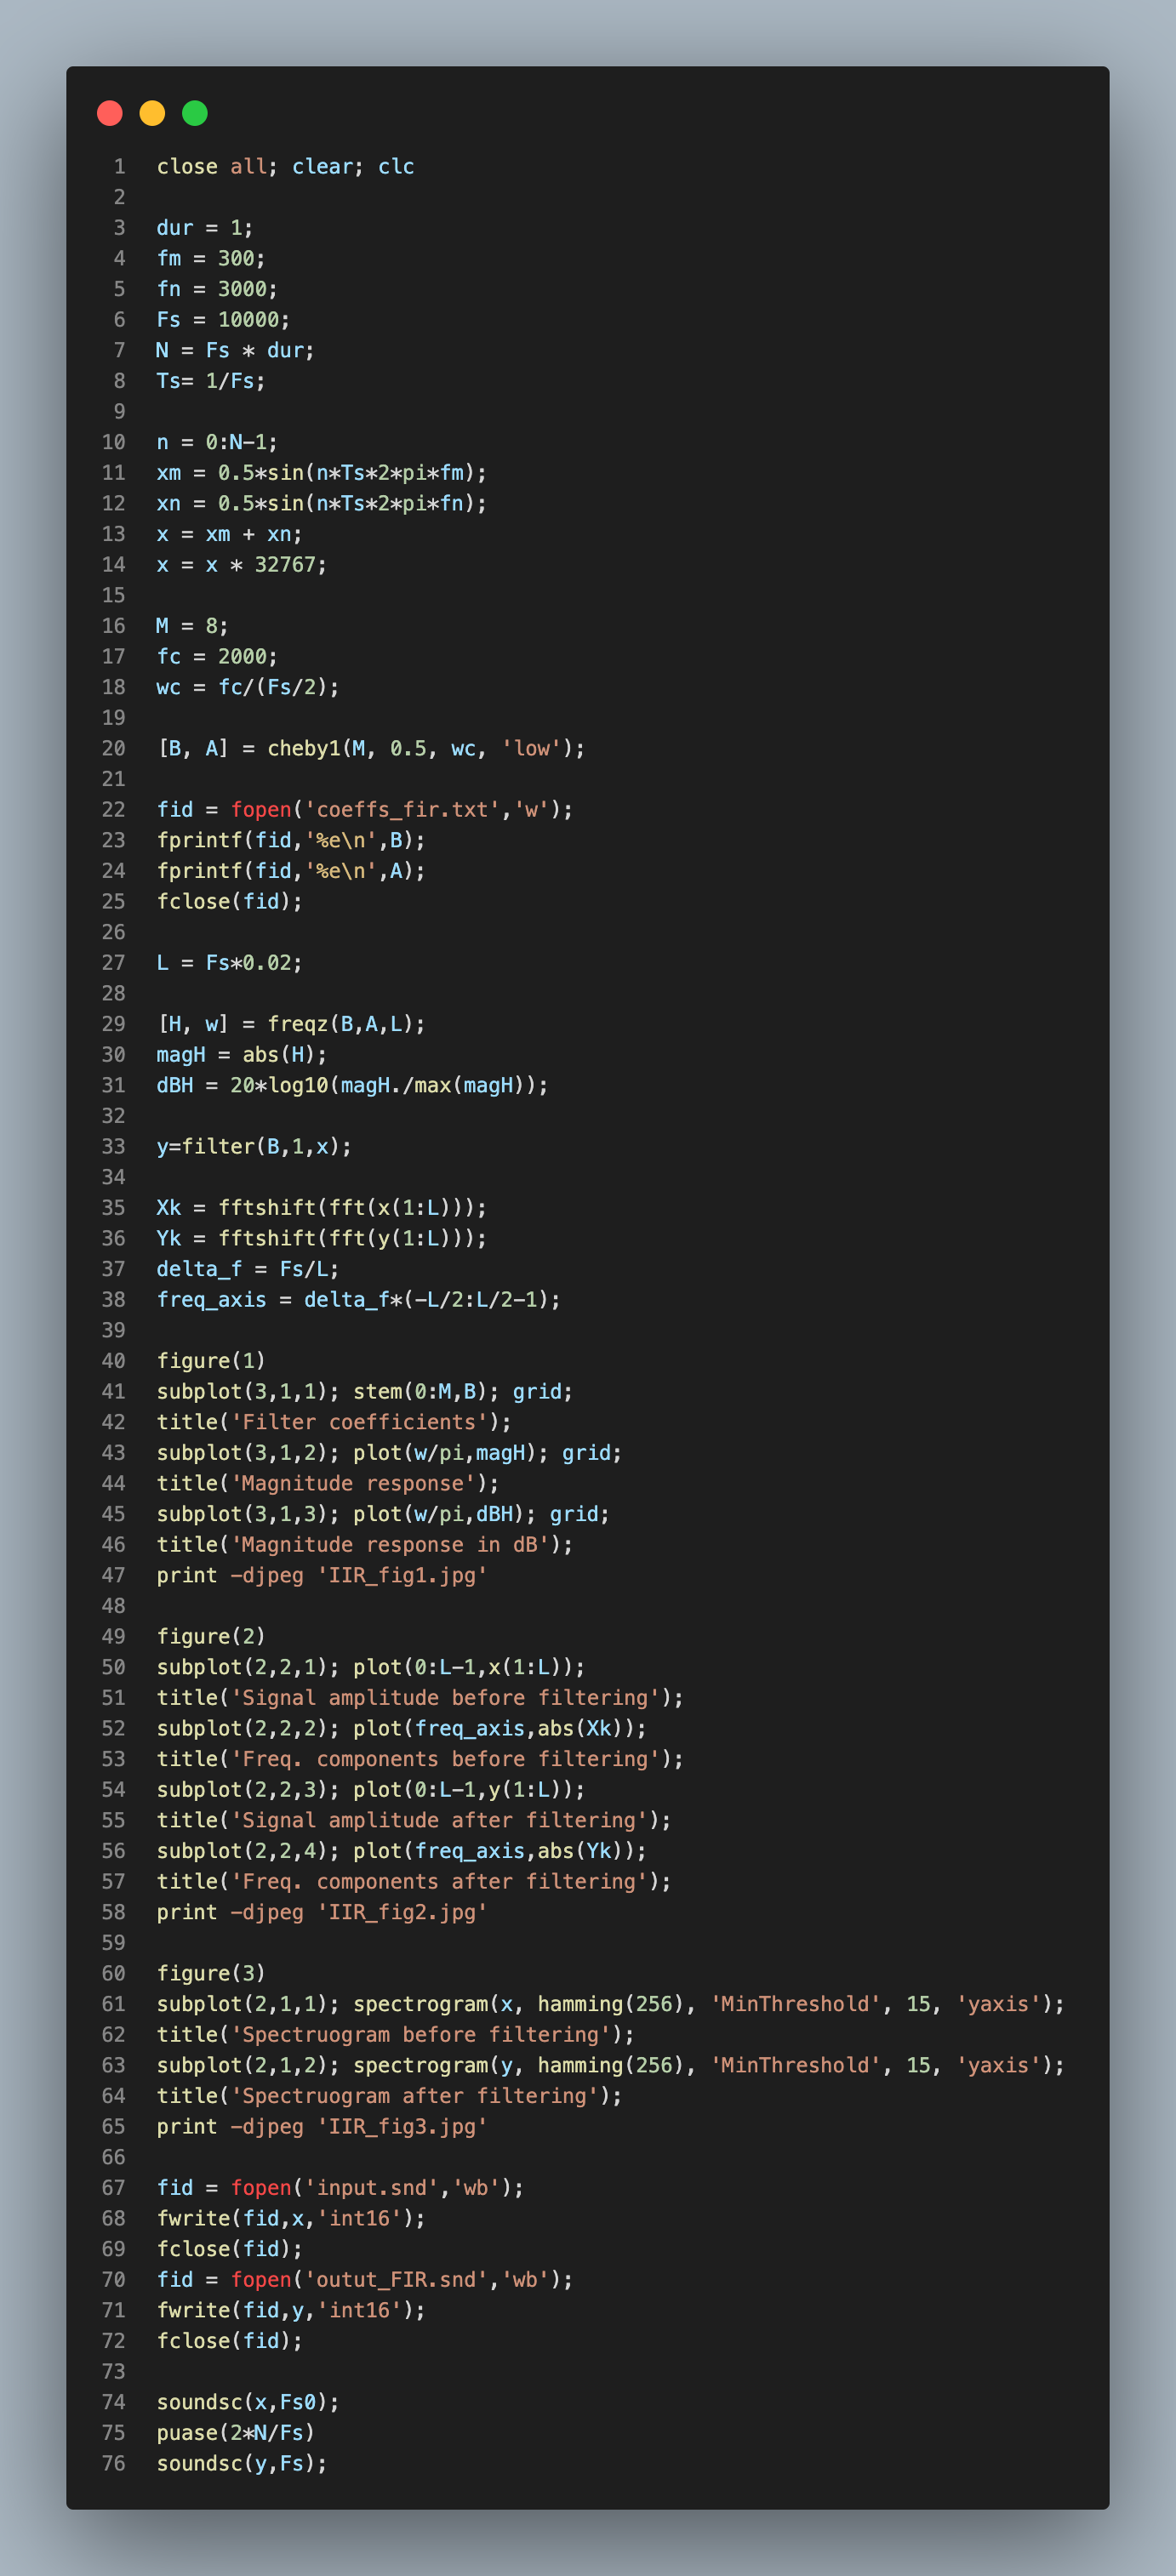 1 close all; clear; clc
2
3 dur = 1;
4 fm = 300;
5 fn = 3000;
6 Fs = 10000;
7 N = Fs * dur;
8 Ts= 1/Fs;
9
10 n = 0:N-1;
11 xm = 0.5*sin(n*Ts*2*pi*fm);
12 xn = 0.5*sin(n*Ts*2*pi*fn);
13 x = xm + xn;
14 x = x * 32767;
15
16 M = 8;
17 fc = 2000;
18 wc = fc/(Fs/2);
19
20 [B, A] = cheby1(M, 0.5, wc, 'low');
21
22 fid = fopen('coeffs_fir.txt','w');
23 fprintf(fid,'%e\n',B);
24 fprintf(fid,'%e\n',A);
25 fclose(fid);
26
27 L = Fs*0.02;
28
29 [H, w] = freqz(B,A,L);
30 magH = abs(H);
31 dBH = 20*log10(magH./max(magH));
32
33 y=filter(B,1,x);
34
35 Xk = fftshift(fft(x(1:L)));
36 Yk = fftshift(fft(y(1:L)));
37 delta_f = Fs/L;
38 freq_axis = delta_f*(-L/2:L/2-1);
39
40 figure(1)
41 subplot(3,1,1); stem(0:M,B); grid;
42 title('Filter coefficients');
43 subplot(3,1,2); plot(w/pi,magH); grid;
44 title('Magnitude response');
45 subplot(3,1,3); plot(w/pi,dBH); grid;
46 title('Magnitude response in dB');
47 print -djpeg 'IIR_fig1.jpg'
48
49 figure(2)
50 subplot(2,2,1); plot(0:L-1,x(1:L));
51 title('Signal amplitude before filtering');
52 subplot(2,2,2); plot(freq_axis,abs(Xk));
53 title('Freq. components before filtering');
54 subplot(2,2,3); plot(0:L-1,y(1:L));
55 title('Signal amplitude after filtering');
56 subplot(2,2,4); plot(freq_axis,abs(Yk));
57 title('Freq. components after filtering');
58 print -djpeg 'IIR_fig2.jpg'
59
60 figure(3)
61 subplot(2,1,1); spectrogram(x, hamming(256), 'MinThreshold', 15, 'yaxis');
62 title('Spectruogram before filtering');
63 subplot(2,1,2); spectrogram(y, hamming(256), 'MinThreshold', 15, 'yaxis');
64 title('Spectruogram after filtering');
65 print -djpeg 'IIR_fig3.jpg'
66
67 fid = fopen('input.snd','wb');
68 fwrite(fid,x,'int16');
69 fclose(fid);
70 fid = fopen('outut_FIR.snd','wb');
71 fwrite(fid,y,'int16');
72 fclose(fid);
73
74 soundsc(x,Fs0);
75 puase(2*N/Fs)
76 soundsc(y,Fs);